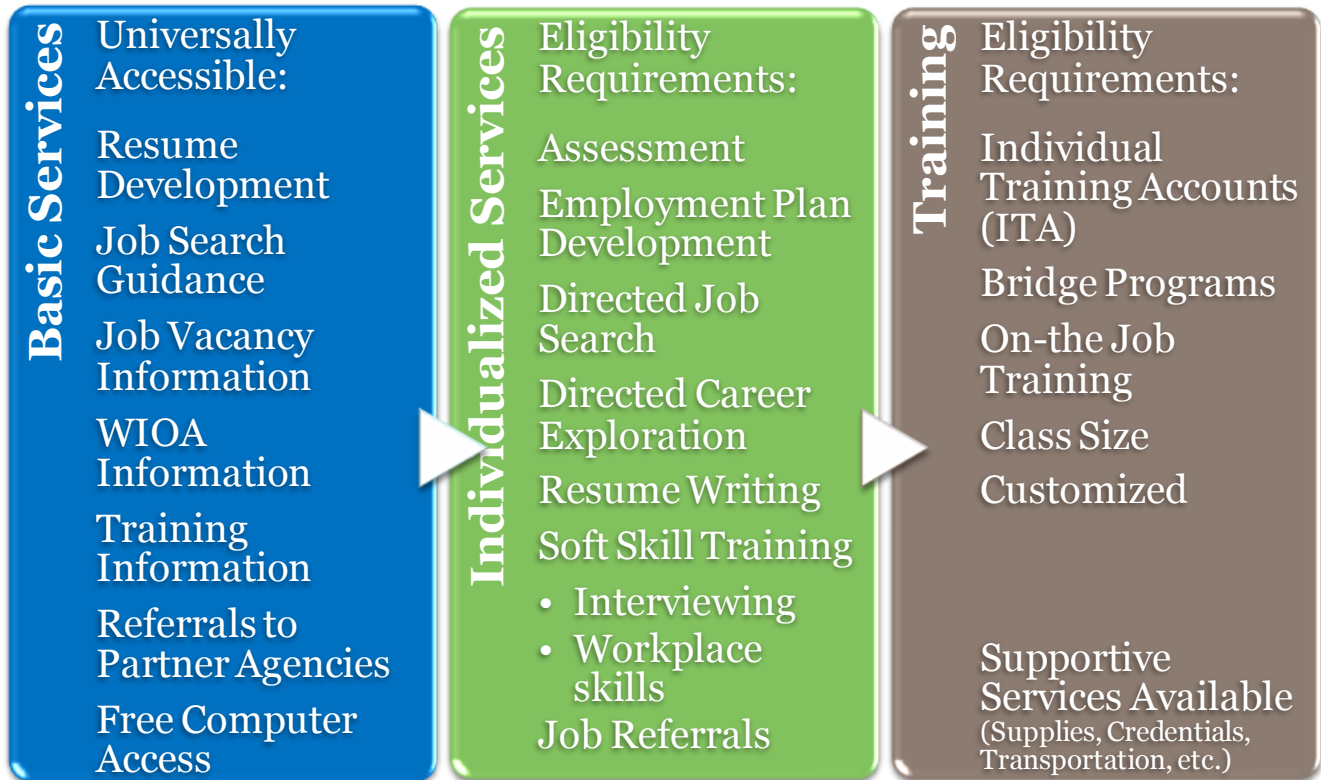 Basic Services
Universally
Accessible:
Resume
Development
Job Search
Guidance
Job Vacancy
Information
WIOA
Information
Training
Information
Referrals to
Partner Agencies
Free Computer
Access
Individualized Services
Eligibility
Requirements:
Assessment
Employment Plan
Development
Directed Job
Search
Directed Career
Exploration
Resume Writing
Soft Skill Training
• Interviewing
• Workplace
skills
Job Referrals
Training
Eligibility
Requirements:
Individual
Training Accounts
(ITA)
Bridge Programs
On-the Job
Training
Class Size
Customized
Supportive
Services Available
(Supplies, Credentials,
Transportation, etc.)